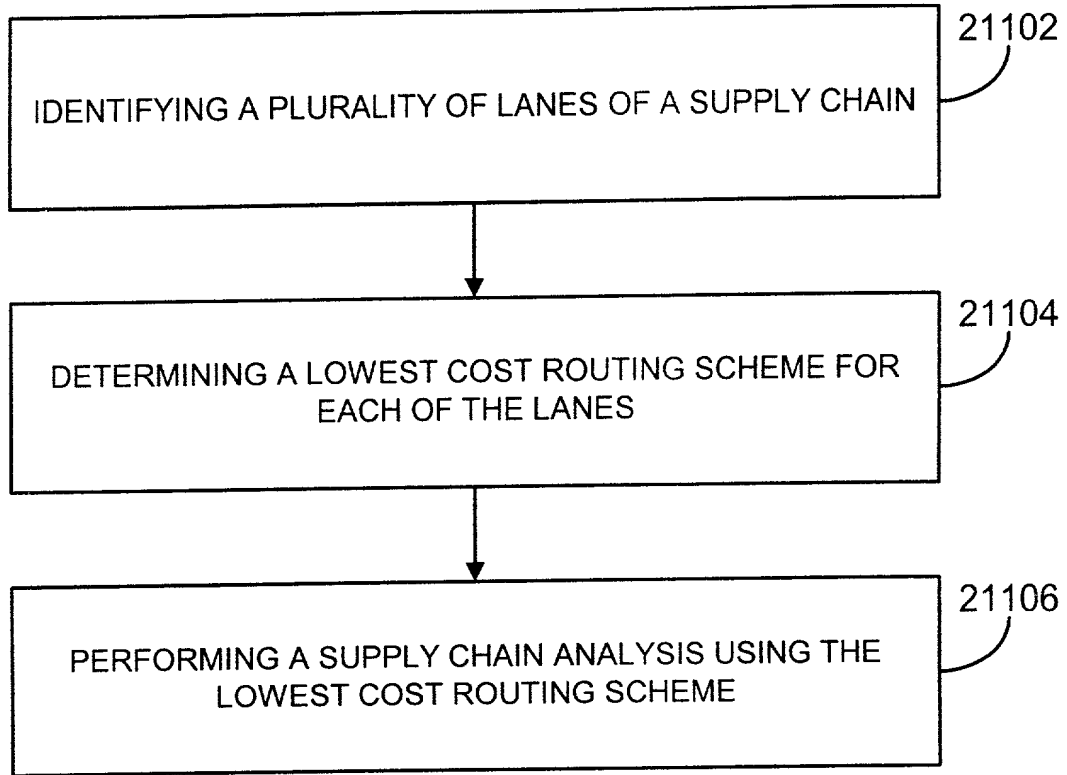 21102
IDENTIFYING A PLURALITY OF LANES OF A SUPPLY CHAIN
21104
DETERMINING A LOWEST COST ROUTING SCHEME FOR
EACH OF THE LANES
21106
PERFORMING A SUPPLY CHAIN ANALYSIS USING THE
LOWEST COST ROUTING SCHEME